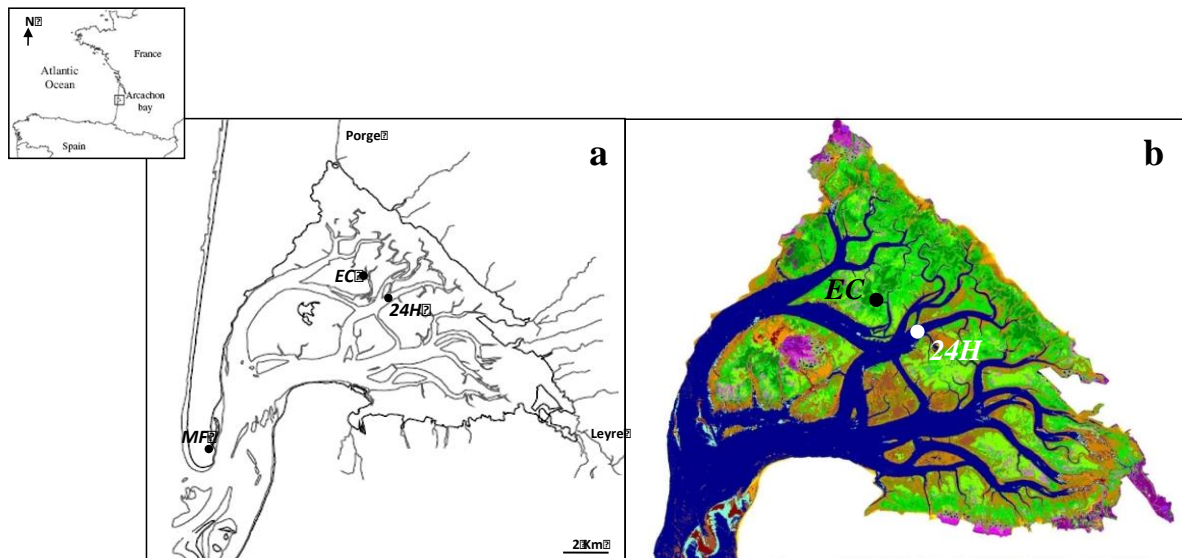 N
France
Atlantic
Ocean
Arcachon
bay
Spain
Porge
a
EC
24H
MF
Leyre
2 Km
b
EC
24H